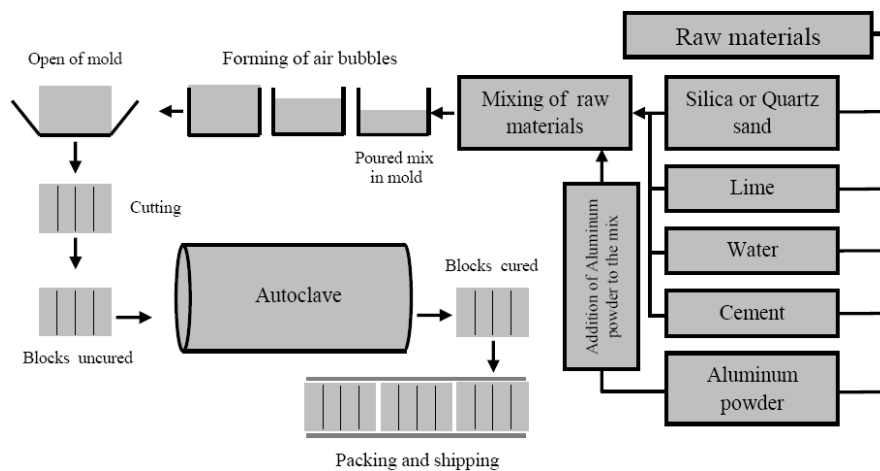 Raw materials
Open of mold
Forming of air bubbles
Mixing of raw
materials
Silica or Quartz
sand
Poured mix
in mold
Lime
Cutting
Addition of Aluminum
powder to the mix
Water
Blocks cured
Autoclave
Cement
Blocks uncured
Aluminum
powder
Packing and shipping